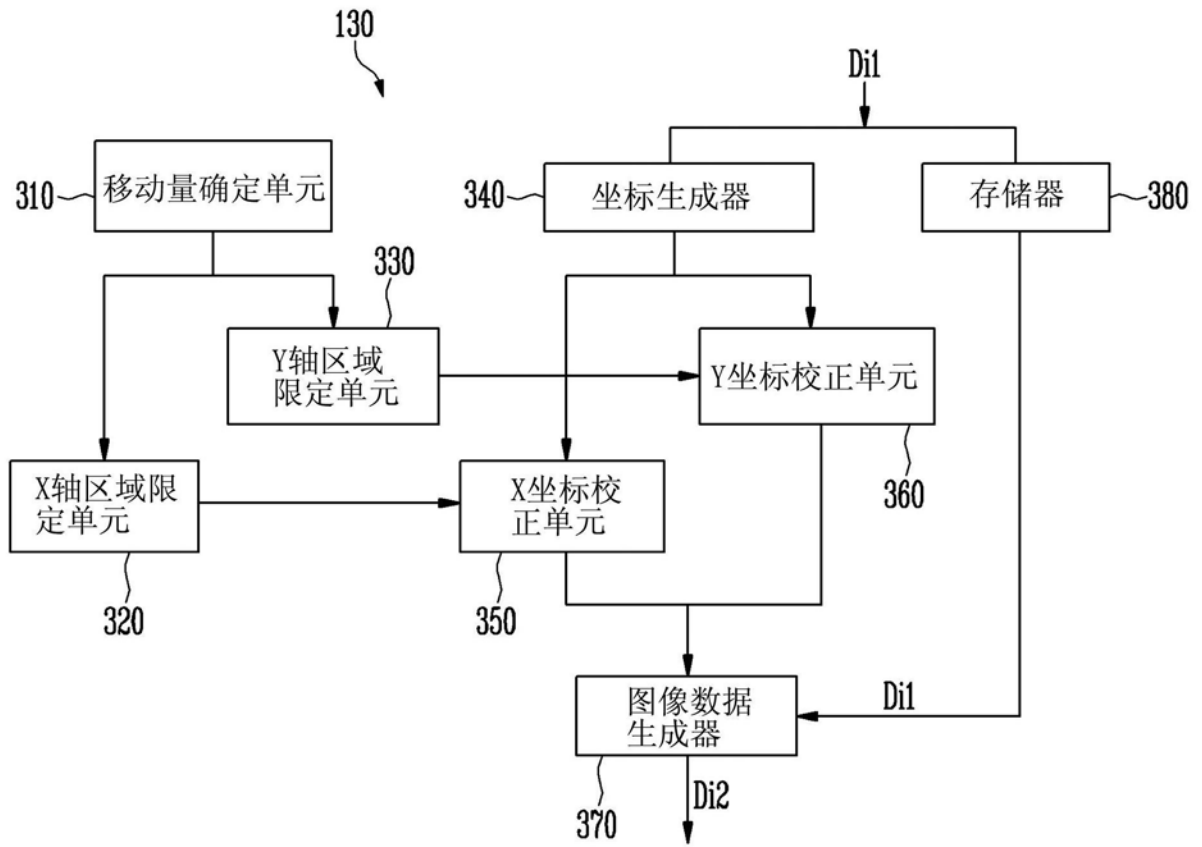 130
Di1
310
移动量确定单元
340
坐标生成器
存储器
380
330
Y轴区域
限定单元
Y坐标校正单元
360
X轴区域限
定单元
320
X坐标校
正单元
350
图像数据
生成器
Di1
370
Di2